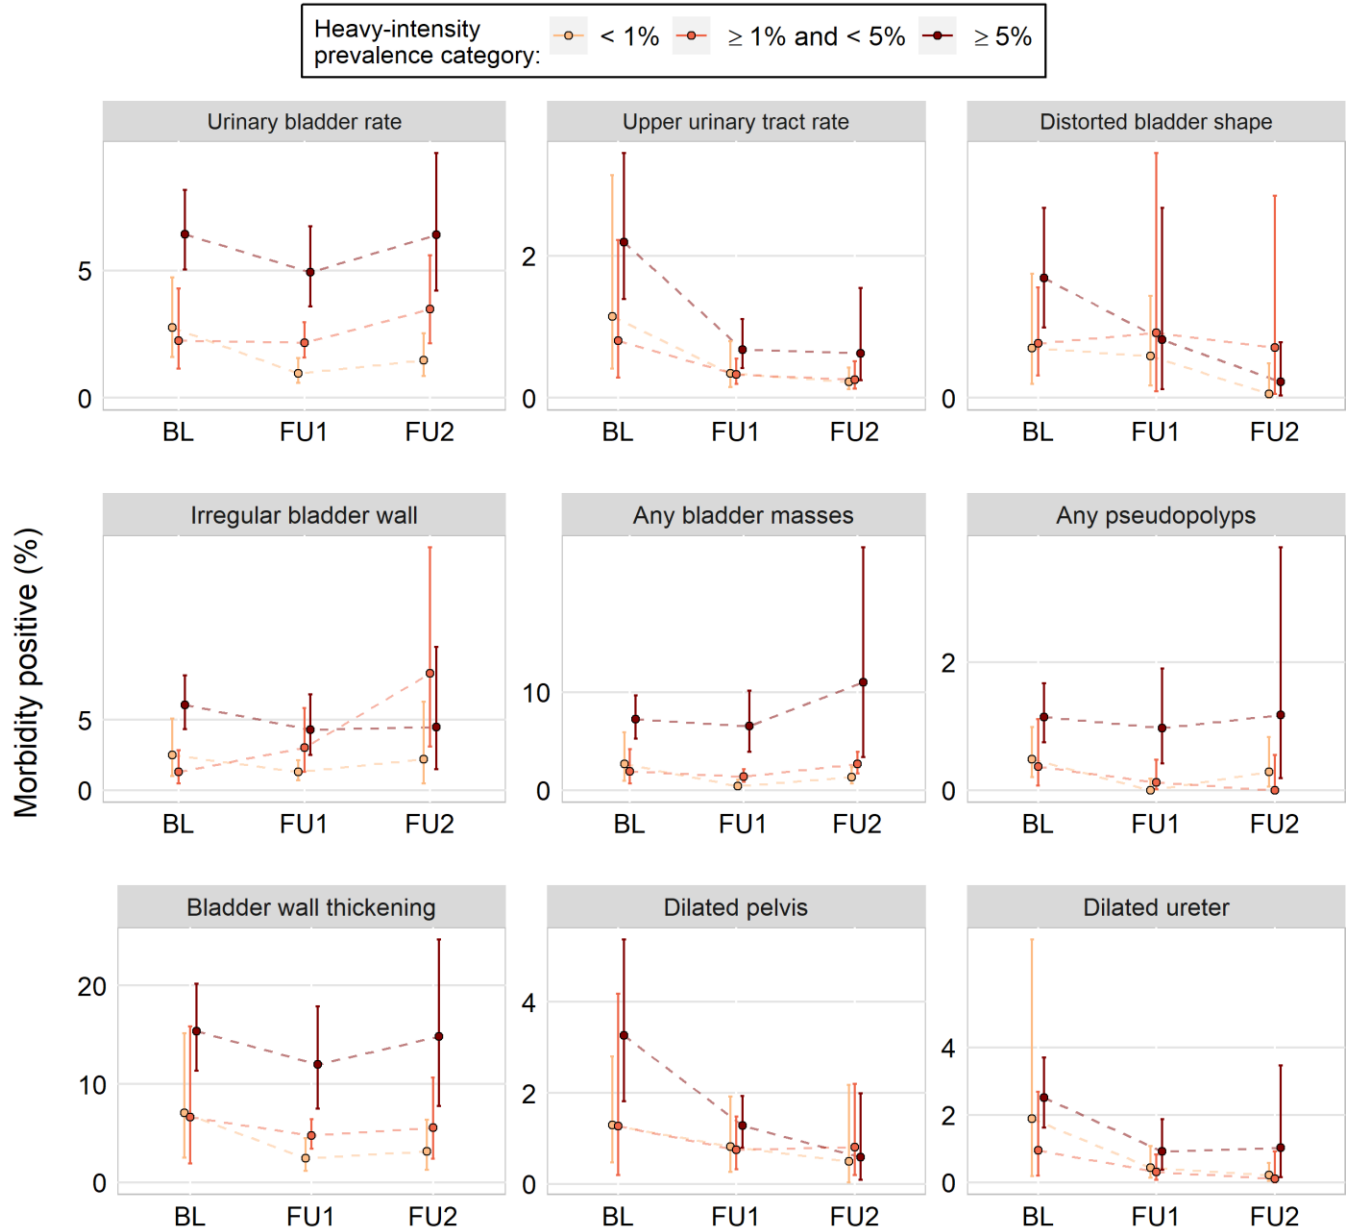 Heavy-intensity
prevalence category:
< 1%
≥ 1% and < 5%
≥ 5%
Urinary bladder rate
Upper urinary tract rate
Distorted bladder shape
5
0
BL
FU1
FU2
2
0
BL
FU1
FU2
0
BL
FU1
FU2
Morbidity positive (%)
Irregular bladder wall
Any bladder masses
Any pseudopolyps
5
0
BL
FU1
FU2
10
0
BL
FU1
FU2
2
0
BL
FU1
FU2
Bladder wall thickening
Dilated pelvis
Dilated ureter
20
10
0
BL
FU1
FU2
4
2
0
BL
FU1
FU2
4
2
0
BL
FU1
FU2